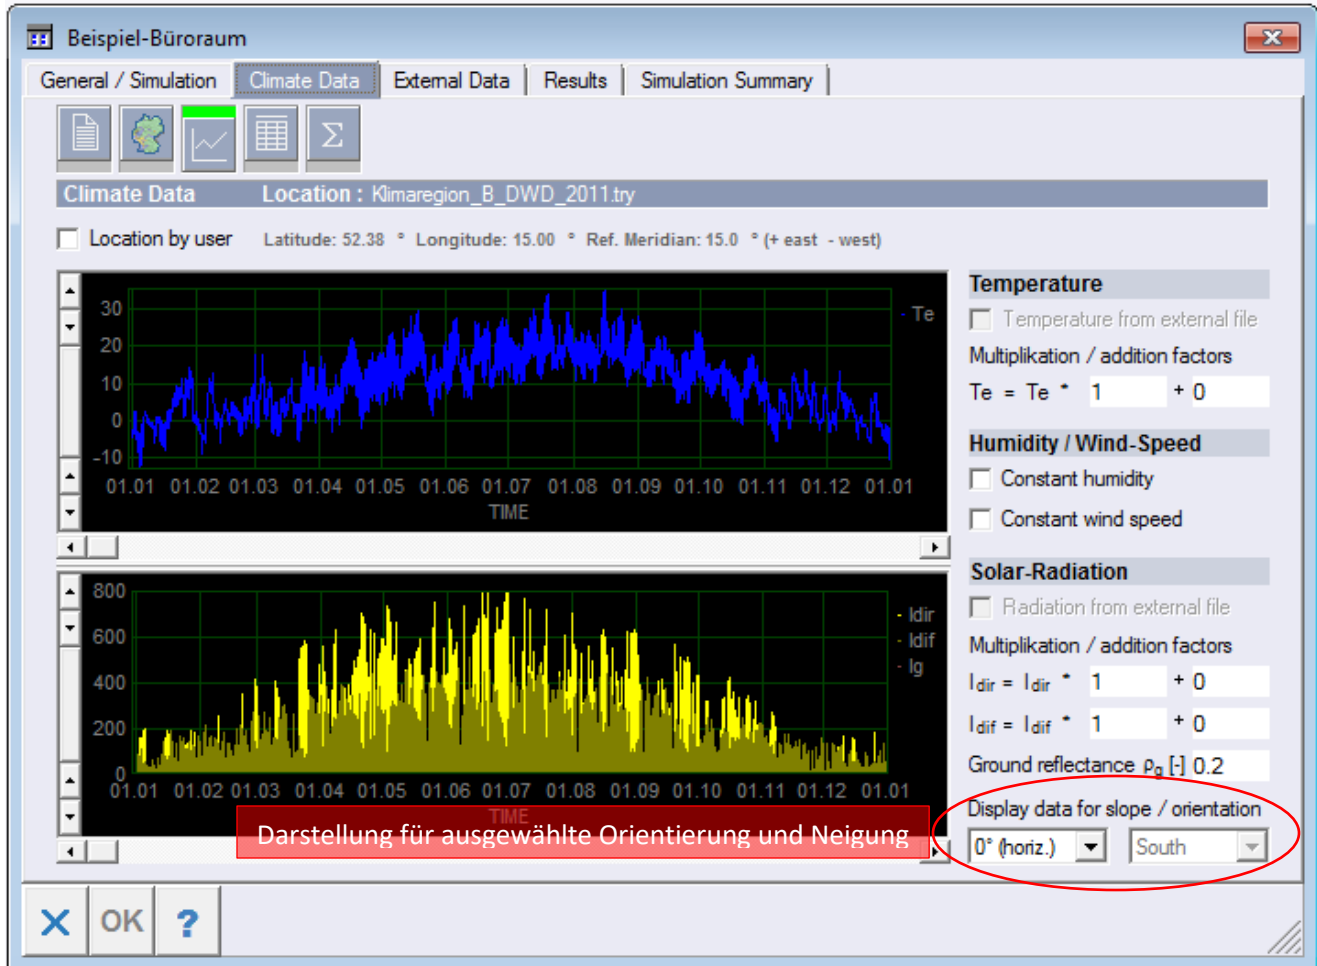 Beispiel-Büroraum
General / Simulation Climate Data External Data Results Simulation Summary
Σ
Climate Data Location : Klimaregion_B_DWD_2011.try
Location by user Latitude: 52.38 ° Longitude: 15.00 ° Ref. Meridian: 15.0 ° (+ east - west)
30
20
10
0
-10
- Te
01.01 01.02 01.03 01.04 01.05 01.06 01.07 01.08 01.09 01.10 01.11 01.12 01.01
TIME
Temperature
Temperature from external file
Multiplikation / addition factors
Te = Te * 1 + 0
Humidity / Wind-Speed
Constant humidity
Constant wind speed
800
600
400
200
0
- Idir
- Idif
- Ig
01.01 01.02 01.03 01.04 01.05 01.06 01.07 01.08 01.09 01.10 01.11 01.12 01.01
TIME
Solar-Radiation
Radiation from external file
Multiplikation / addition factors
Idir = Idir * 1 + 0
Idif = Idif * 1 + 0
Ground reflectance ρg [-] 0.2
Display data for slope / orientation
0° (horiz.) South
Darstellung für ausgewählte Orientierung und Neigung
OK ?